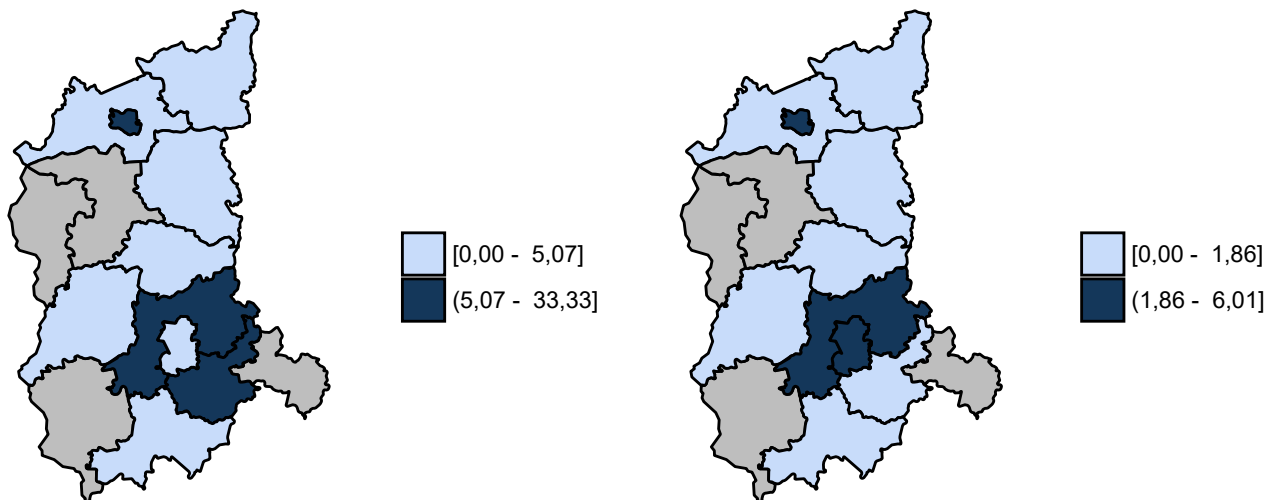 [0,00 -  5,07]
(5,07 -  33,33]
[0,00 -  1,86]
(1,86 -  6,01]